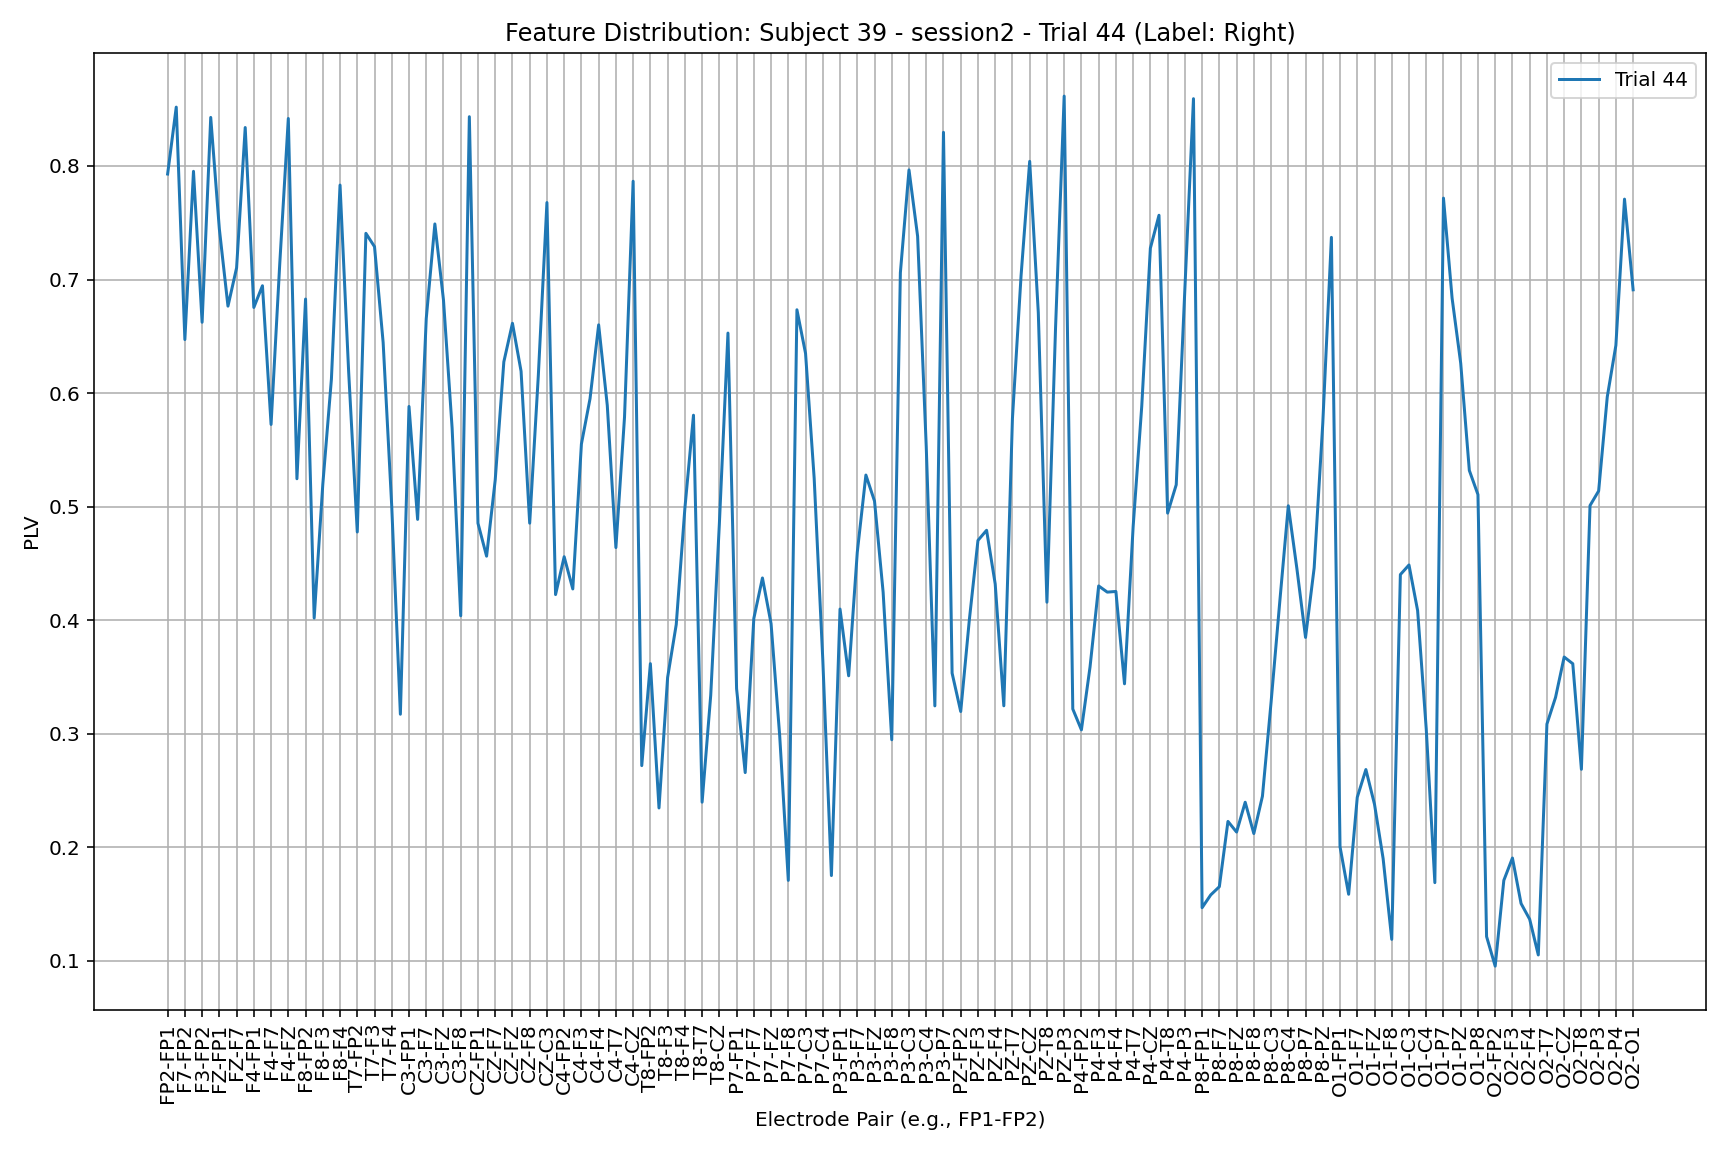 Feature Distribution: Subject 39 - session2 - Trial 44 (Label: Right)
Trial 44
PLV
0.8
0.7
0.6
0.5
0.4
0.3
0.2
0.1
FP2-FP1
F7-FP2
F3-FP2
FZ-FP1
FZ-F7
F4-FP1
F4-F7
F4-FZ
F8-FP2
F8-F3
F8-F4
T7-FP2
T7-F3
T7-F4
C3-FP1
C3-F7
C3-FZ
C3-F8
CZ-FP1
CZ-F7
CZ-FZ
CZ-F8
CZ-C3
C4-FP2
C4-F3
C4-F4
C4-T7
C4-CZ
T8-FP2
T8-F3
T8-F4
T8-T7
T8-CZ
P7-FP1
P7-F7
P7-FZ
P7-F8
P7-C3
P7-C4
P3-FP1
P3-F7
P3-FZ
P3-F8
P3-C3
P3-C4
P3-P7
PZ-FP2
PZ-F3
PZ-F4
PZ-T7
PZ-CZ
PZ-T8
PZ-P3
P4-FP2
P4-F3
P4-F4
P4-T7
P4-CZ
P4-T8
P4-P3
P8-FP1
P8-F7
P8-FZ
P8-F8
P8-C3
P8-C4
P8-P7
P8-PZ
O1-FP1
O1-F7
O1-FZ
O1-F8
O1-C3
O1-C4
O1-P7
O1-PZ
O1-P8
O2-FP2
O2-F3
O2-F4
O2-T7
O2-CZ
O2-T8
O2-P3
O2-P4
O2-O1
Electrode Pair (e.g., FP1-FP2)